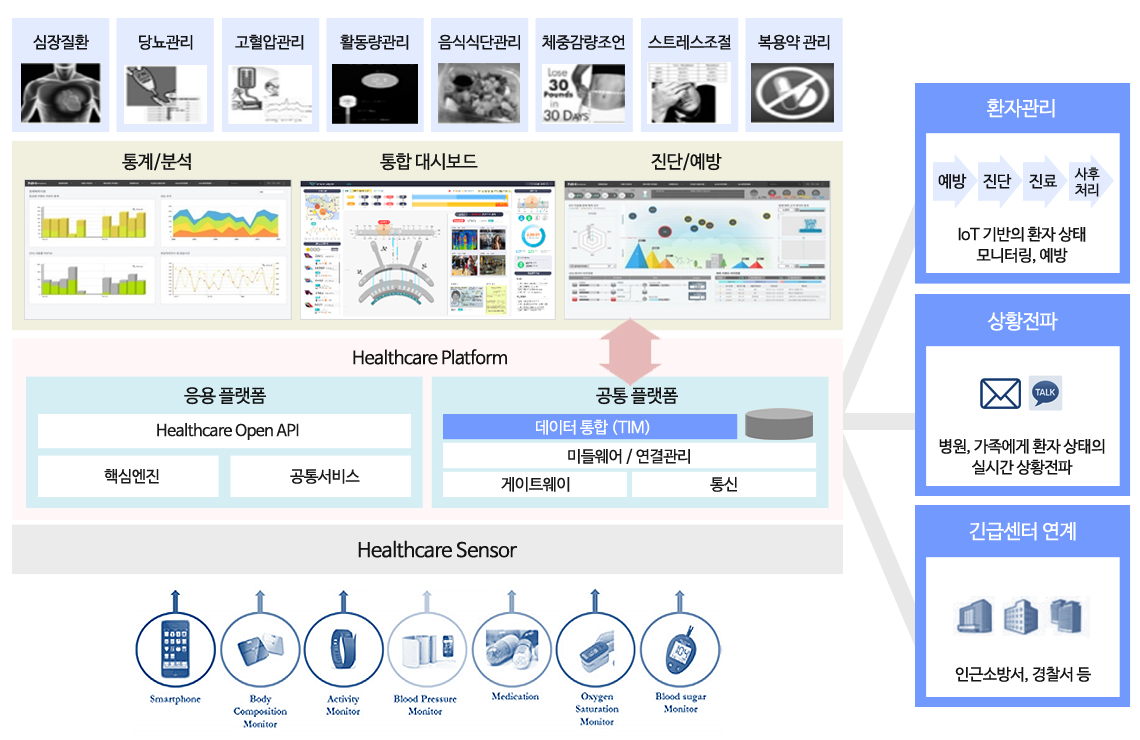 심장질환
당뇨관리
고혈압관리
활동량관리
음식식단관리
체중감량조언
스트레스조절
복용약 관리
Lose
30
Pounds
in
30 DAYS
통계/분석
통합 대시보드
진단/예방
Healthcare Platform
응용 플랫폼
Healthcare Open API
핵심엔진
공통서비스
공통 플랫폼
데이터 통합 (TIM)
미들웨어 / 연결관리
게이트웨이
통신
Healthcare Sensor
Smartphone
Body
Composition
Monitor
Activity
Monitor
Blood Pressure
Monitor
Medication
Oxygen
Saturation
Monitor
104
Blood sugar
Monitor
환자관리
예방
진단
진료
사후
처리
IoT 기반의 환자 상태
모니터링, 예방
상황전파
TALK
병원, 가족에게 환자 상태의
실시간 상황전파
긴급센터 연계
인근소방서, 경찰서 등